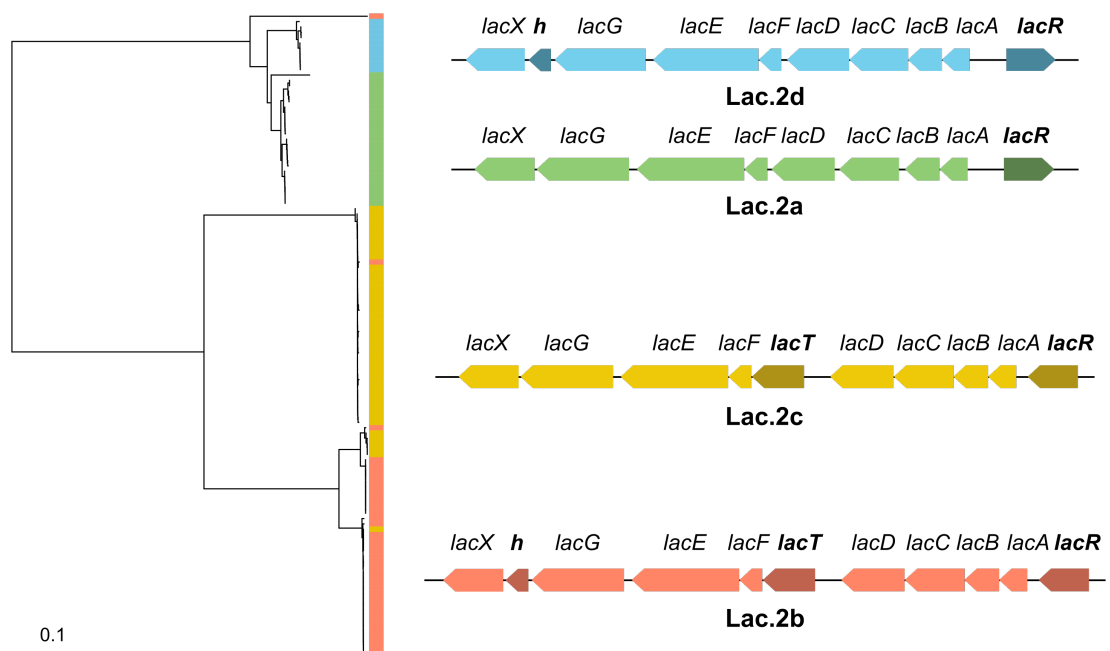 lacX h lacG lacE lacF lacD lacC lacB lacA lacR
Lac.2d
lacX lacG lacE lacF lacD lacC lacB lacA lacR
Lac.2a
lacX lacG lacE lacF lacT lacD lacC lacB lacA lacR
Lac.2c
lacX h lacG lacE lacF lacT lacD lacC lacB lacA lacR
Lac.2b
0.1